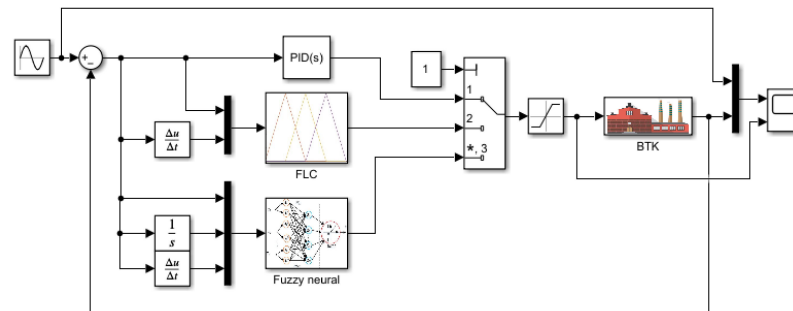 +
−
PID(s)
1
1
2
*, 3
Δu
Δt
FLC
BTK
1
s
Δu
Δt
Fuzzy neural